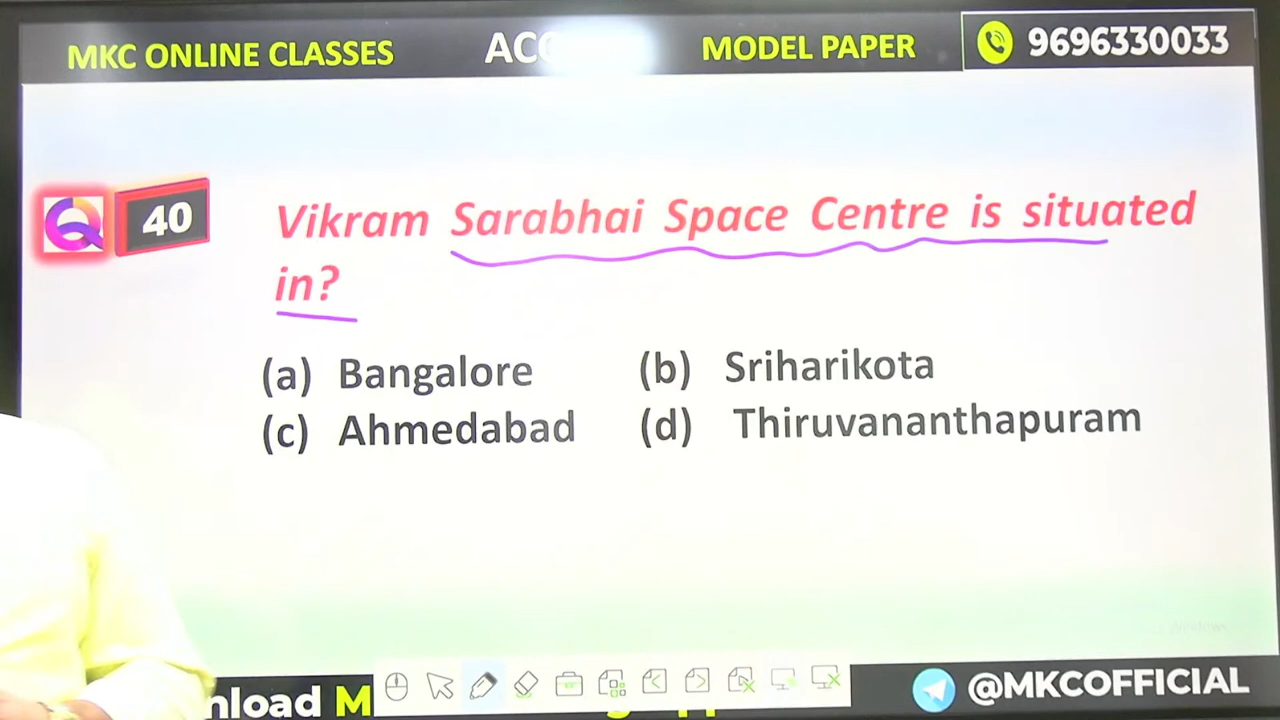 MKC ONLINE CLASSES
MODEL PAPER
9696330033
40
Vikram Sarabhai Space Centre is situated
in?
(a) Bangalore
(b) Sriharikota
(c) Ahmedabad
(d) Thiruvananthapuram
@MKCOFFICIAL